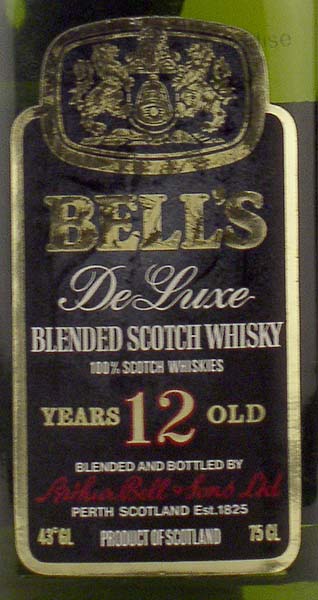 BELL'S
De Luxe
BLENDED SCOTCH WHISKY
100% SCOTCH WHISKIES
YEARS 12 OLD
BLENDED AND BOTTLED BY
Arthur Bell & Sons Ltd
PERTH SCOTLAND Est.1825
43°GL PRODUCT OF SCOTLAND 75 CL